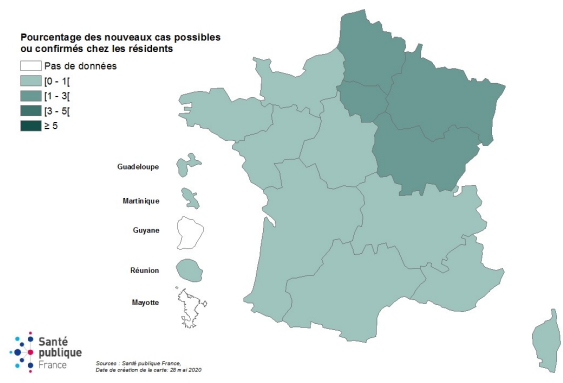 Pourcentage des nouveaux cas possibles
ou confirmés chez les résidents
Pas de données
[0 - 1[
[1 - 3[
[3 - 5[
≥ 5
Guadeloupe
Martinique
Guyane
Réunion
Mayotte
Santé
publique
France
Sources : Santé publique France.
Date de création de la carte: 28 mai 2020